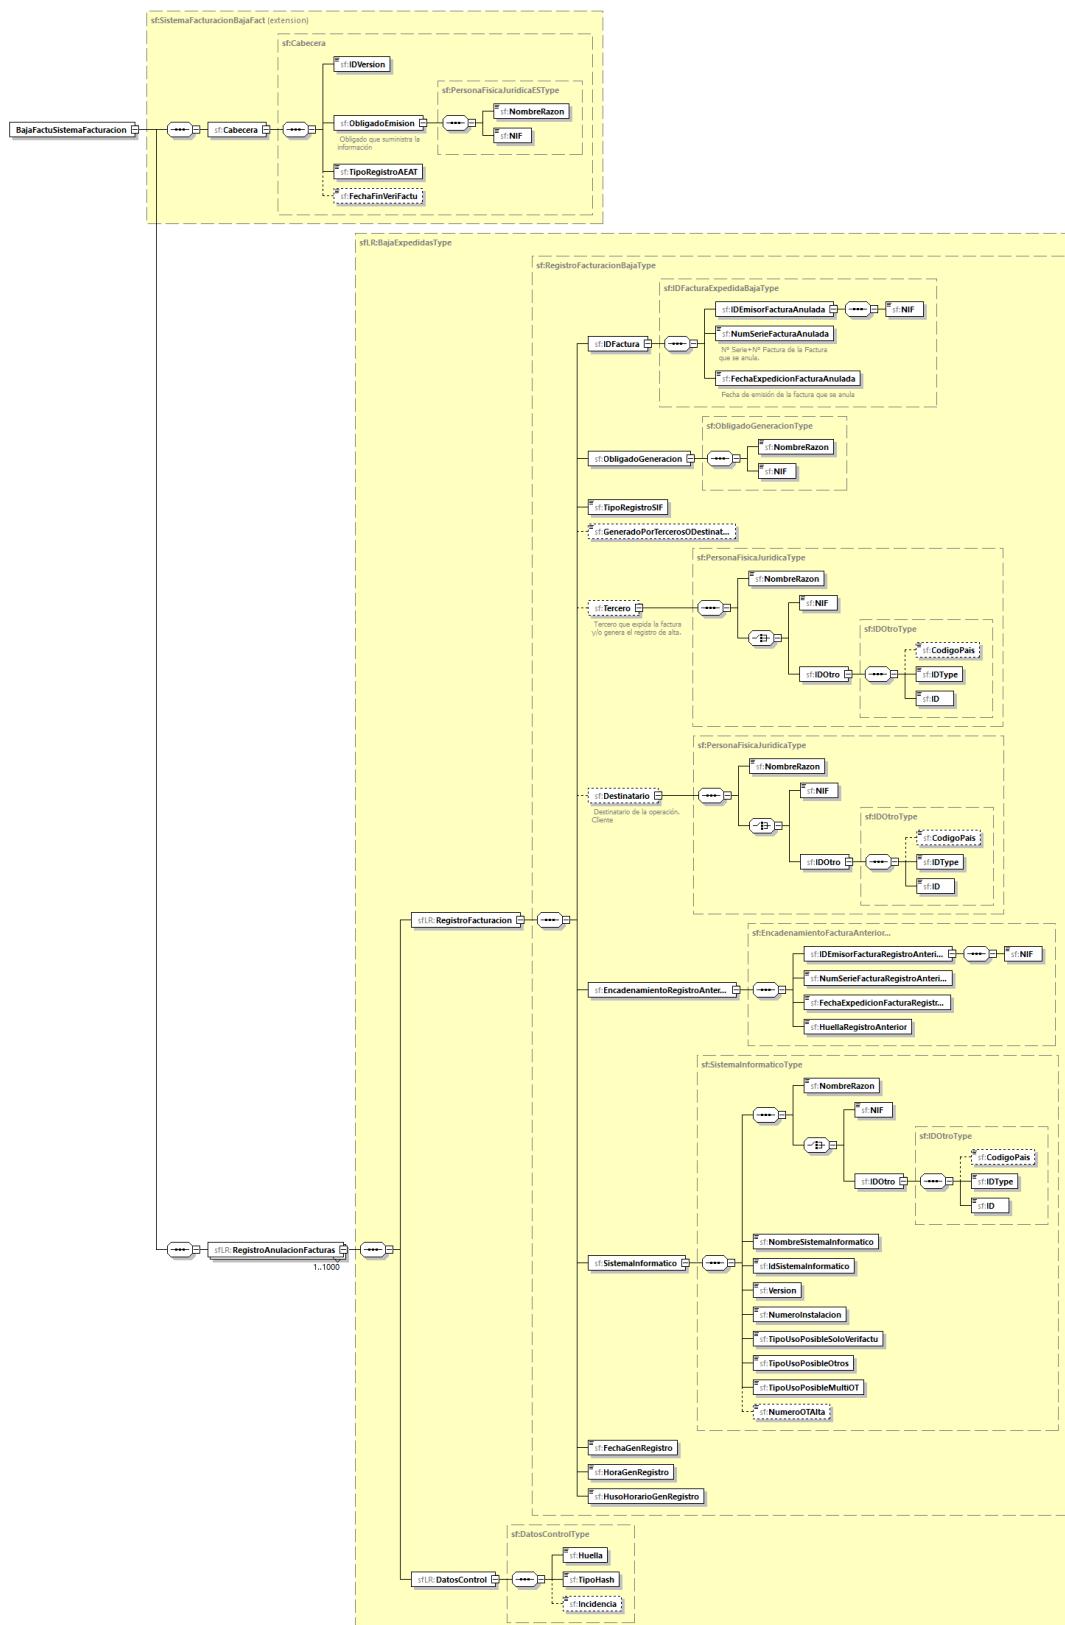 sf:SistemaFacturacionBajaFact (extension)
sf:Cabecera
sf:IDVersion
sf:PersonaFisicaJuridicaESType
sf:NombreRazon
BajaFactuSistemaFacturacion
sf:Cabecera
sf:ObligadoEmision
sf:NIF
Obligado que suministra la
información
sf:TipoRegistroAEAT
sf:FechaFinVeriFactu
sfLR:BajaExpedidasType
sf:RegistroFacturacionBajaType
sf:IDFacturaExpedidaBajaType
sf:IDEmisorFacturaAnulada
sf:NIF
sf:NumSerieFacturaAnulada
sf:IDFactura
Nº Serie+Nº Factura de la Factura
que se anula.
sf:FechaExpedicionFacturaAnulada
Fecha de emisión de la factura que se anula
sf:ObligadoGeneracionType
sf:NombreRazon
sf:ObligadoGeneracion
sf:NIF
sf:TipoRegistroSIF
sf:GeneradoPorTercerosODestinat...
sf:PersonaFisicaJuridicaType
sf:NombreRazon
sf:NIF
sf:Tercero
Tercero que expida la factura
y/o genera el registro de alta.
sf:IDOtroType
sf:CodigoPais
sf:IDOtro
sf:IDType
sf:ID
sf:PersonaFisicaJuridicaType
sf:NombreRazon
sf:NIF
sf:Destinatario
Destinatario de la operación.
Cliente
sf:IDOtroType
sf:CodigoPais
sf:IDOtro
sf:IDType
sf:ID
sfLR:RegistroFacturacion
sf:EncadenamientoFacturaAnterior...
sf:IDEmisorFacturaRegistroAnteri...
sf:NIF
sf:NumSerieFacturaRegistroAnteri...
sf:EncadenamientoRegistroAnter...
sf:FechaExpedicionFacturaRegistr...
sf:HuellaRegistroAnterior
sf:SistemaInformaticoType
sf:NombreRazon
sf:NIF
sf:IDOtroType
sf:CodigoPais
sf:IDOtro
sf:IDType
sf:ID
sfLR:RegistroAnulacionFacturas
1..1000
sf:NombreSistemaInformatico
sf:SistemaInformatico
sf:IdSistemaInformatico
sf:Version
sf:NumeroInstalacion
sf:TipoUsoPosibleSoloVerifactu
sf:TipoUsoPosibleOtros
sf:TipoUsoPosibleMultiOT
sf:NumeroOTAlta
sf:FechaGenRegistro
sf:HoraGenRegistro
sf:HusoHorarioGenRegistro
sf:DatosControlType
sf:Huella
sfLR:DatosControl
sf:TipoHash
sf:Incidencia